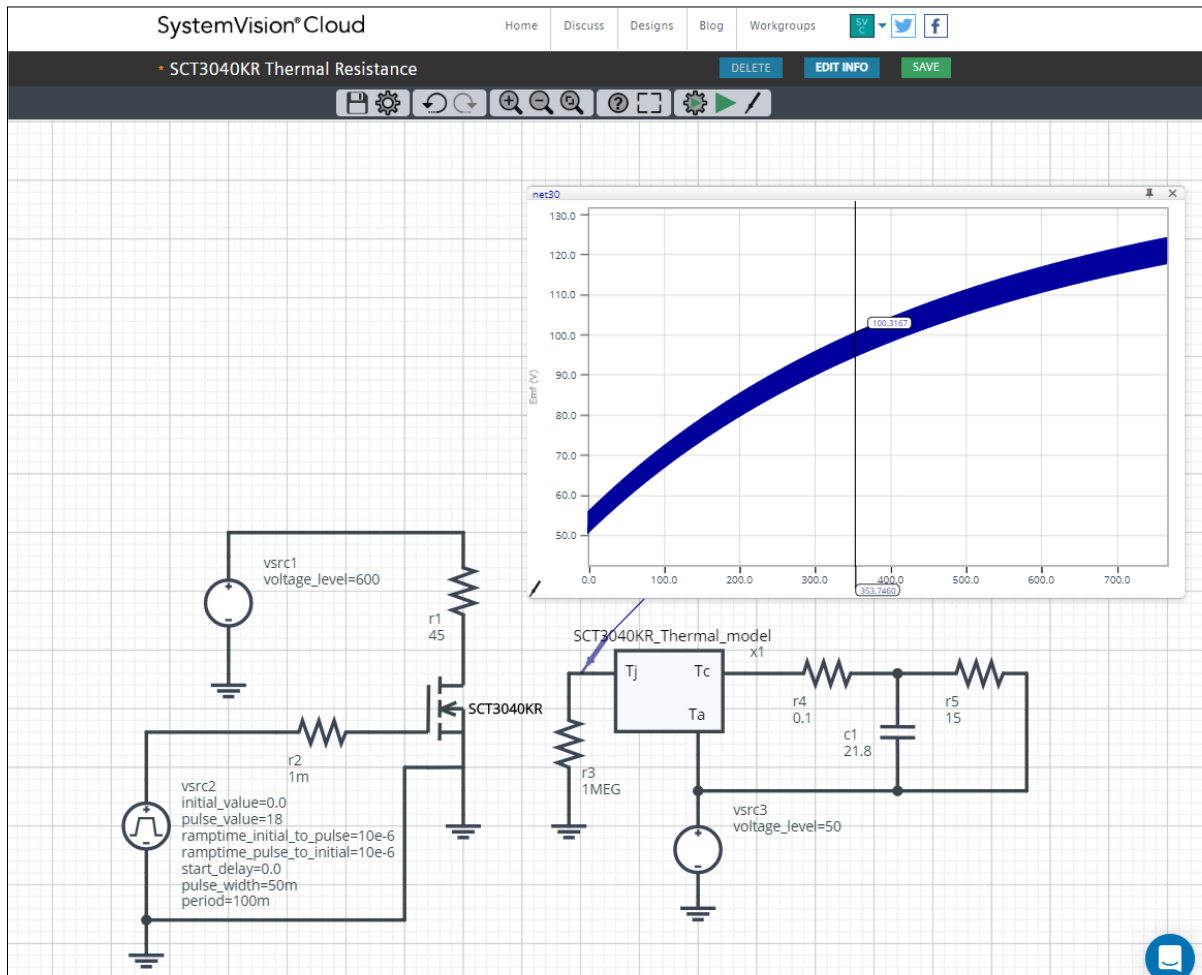 SystemVision®Cloud
Home
Discuss
Designs
Blog
Workgroups
SV
C
f
• SCT3040KR Thermal Resistance
DELETE
EDIT INFO
SAVE
net30
130.0
120.0
110.0
100.0
90.0
80.0
70.0
60.0
50.0
Emf (V)
100.3167
0.0 100.0 200.0 300.0 400.0 500.0 600.0 700.0
353.7460
vsrc1
voltage_level=600
r1
45
SCT3040KR
r2
1m
vsrc2
initial_value=0.0
pulse_value=18
ramptime_initial_to_pulse=10e-6
ramptime_pulse_to_initial=10e-6
start_delay=0.0
pulse_width=50m
period=100m
SCT3040KR_Thermal_model
x1
Tj
Tc
Ta
r3
1MEG
r4
0.1
c1
21.8
r5
15
vsrc3
voltage_level=50